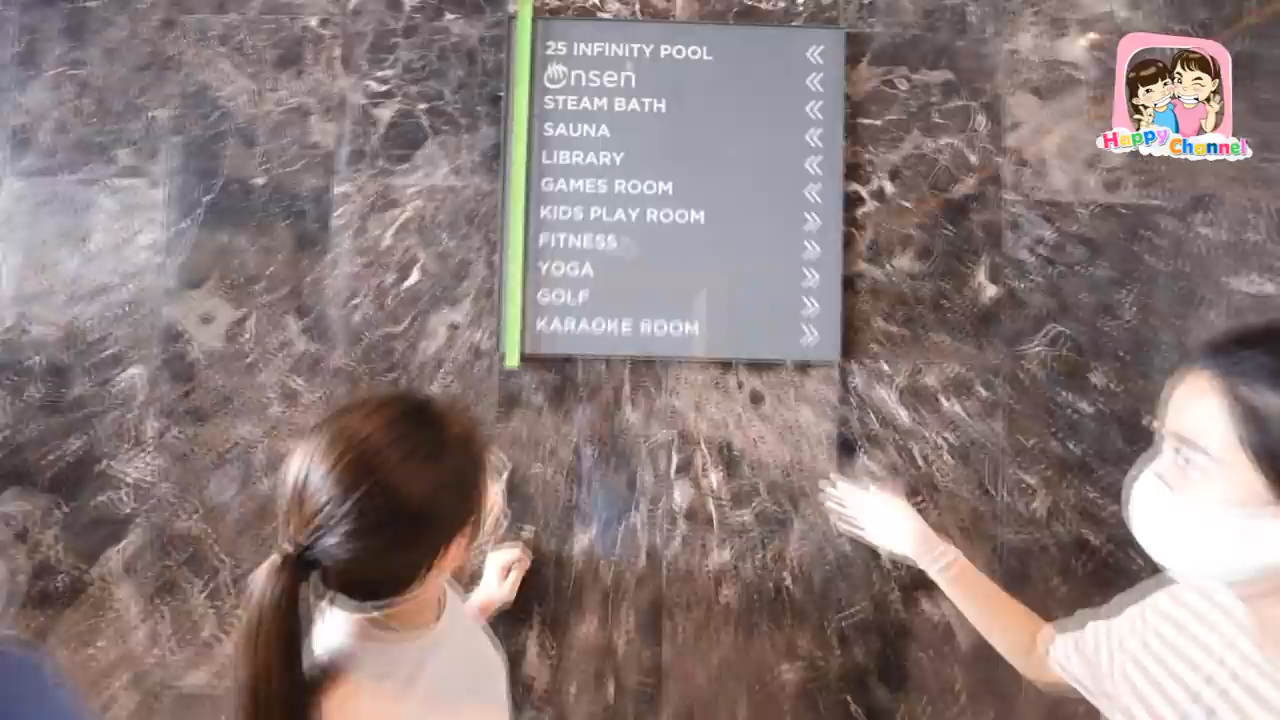 25 INFINITY POOL «
Onsen «
STEAM BATH «
SAUNA «
LIBRARY «
GAMES ROOM «
KIDS PLAY ROOM »
FITNESS »
YOGA »
GOLF »
KARAOKE ROOM »
Happy Channel